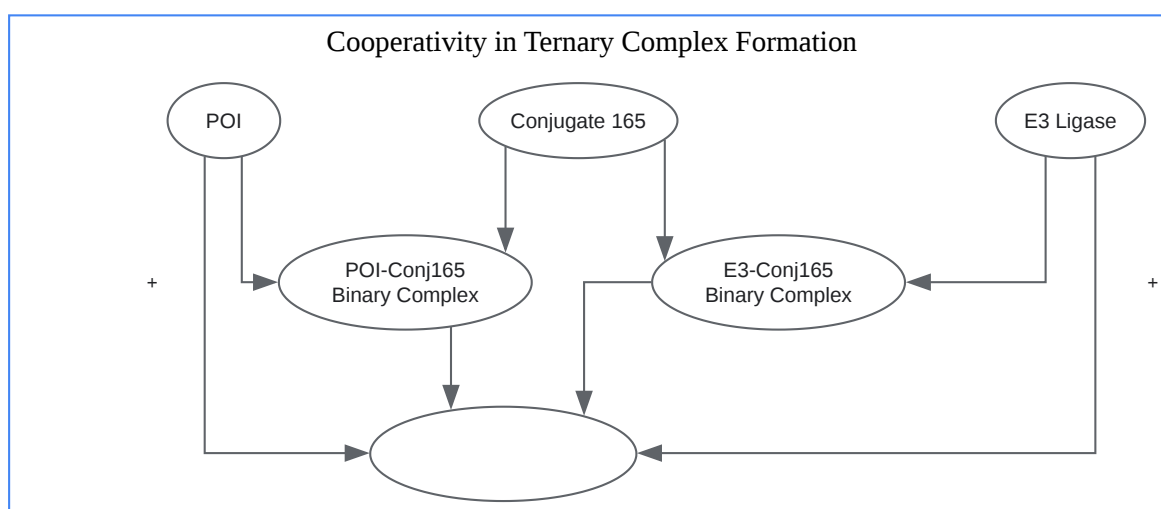 Cooperativity in Ternary Complex Formation
POI
Conjugate 165
E3 Ligase
POI-Conj165
Binary Complex
E3-Conj165
Binary Complex
+
+